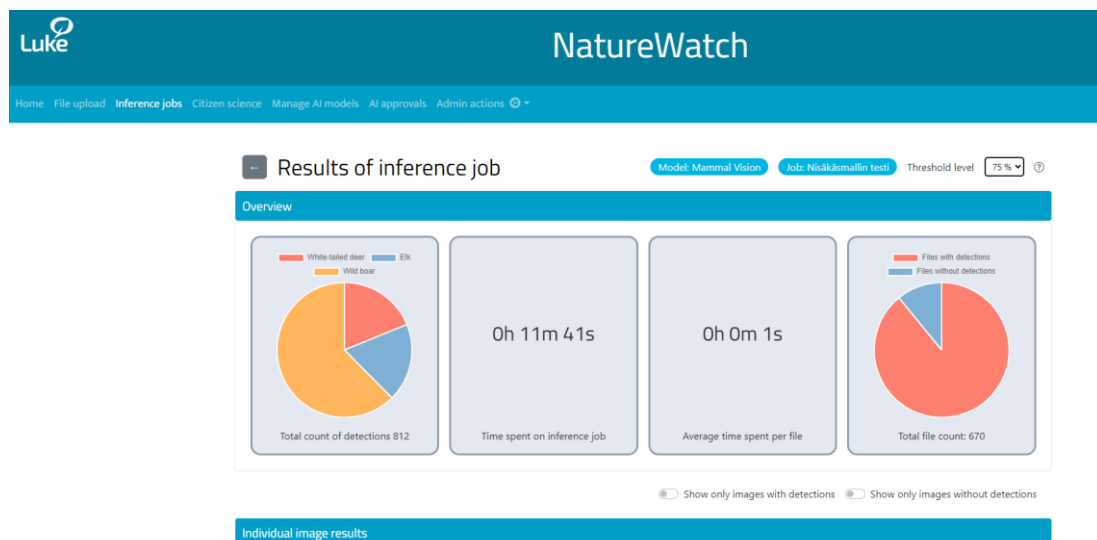 Luke
NatureWatch
Home File upload Inference jobs Citizen science Manage AI models AI approvals Admin actions
← Results of inference job Model: Mammal Vision Job: Nisäkäsmallin testi Threshold level 75 % ?
Overview
White-tailed deer Elk
Wild boar
Total count of detections 812
0h 11m 41s
Time spent on inference job
0h 0m 1s
Average time spent per file
Files with detections
Files without detections
Total file count: 670
Show only images with detections Show only images without detections
Individual image results